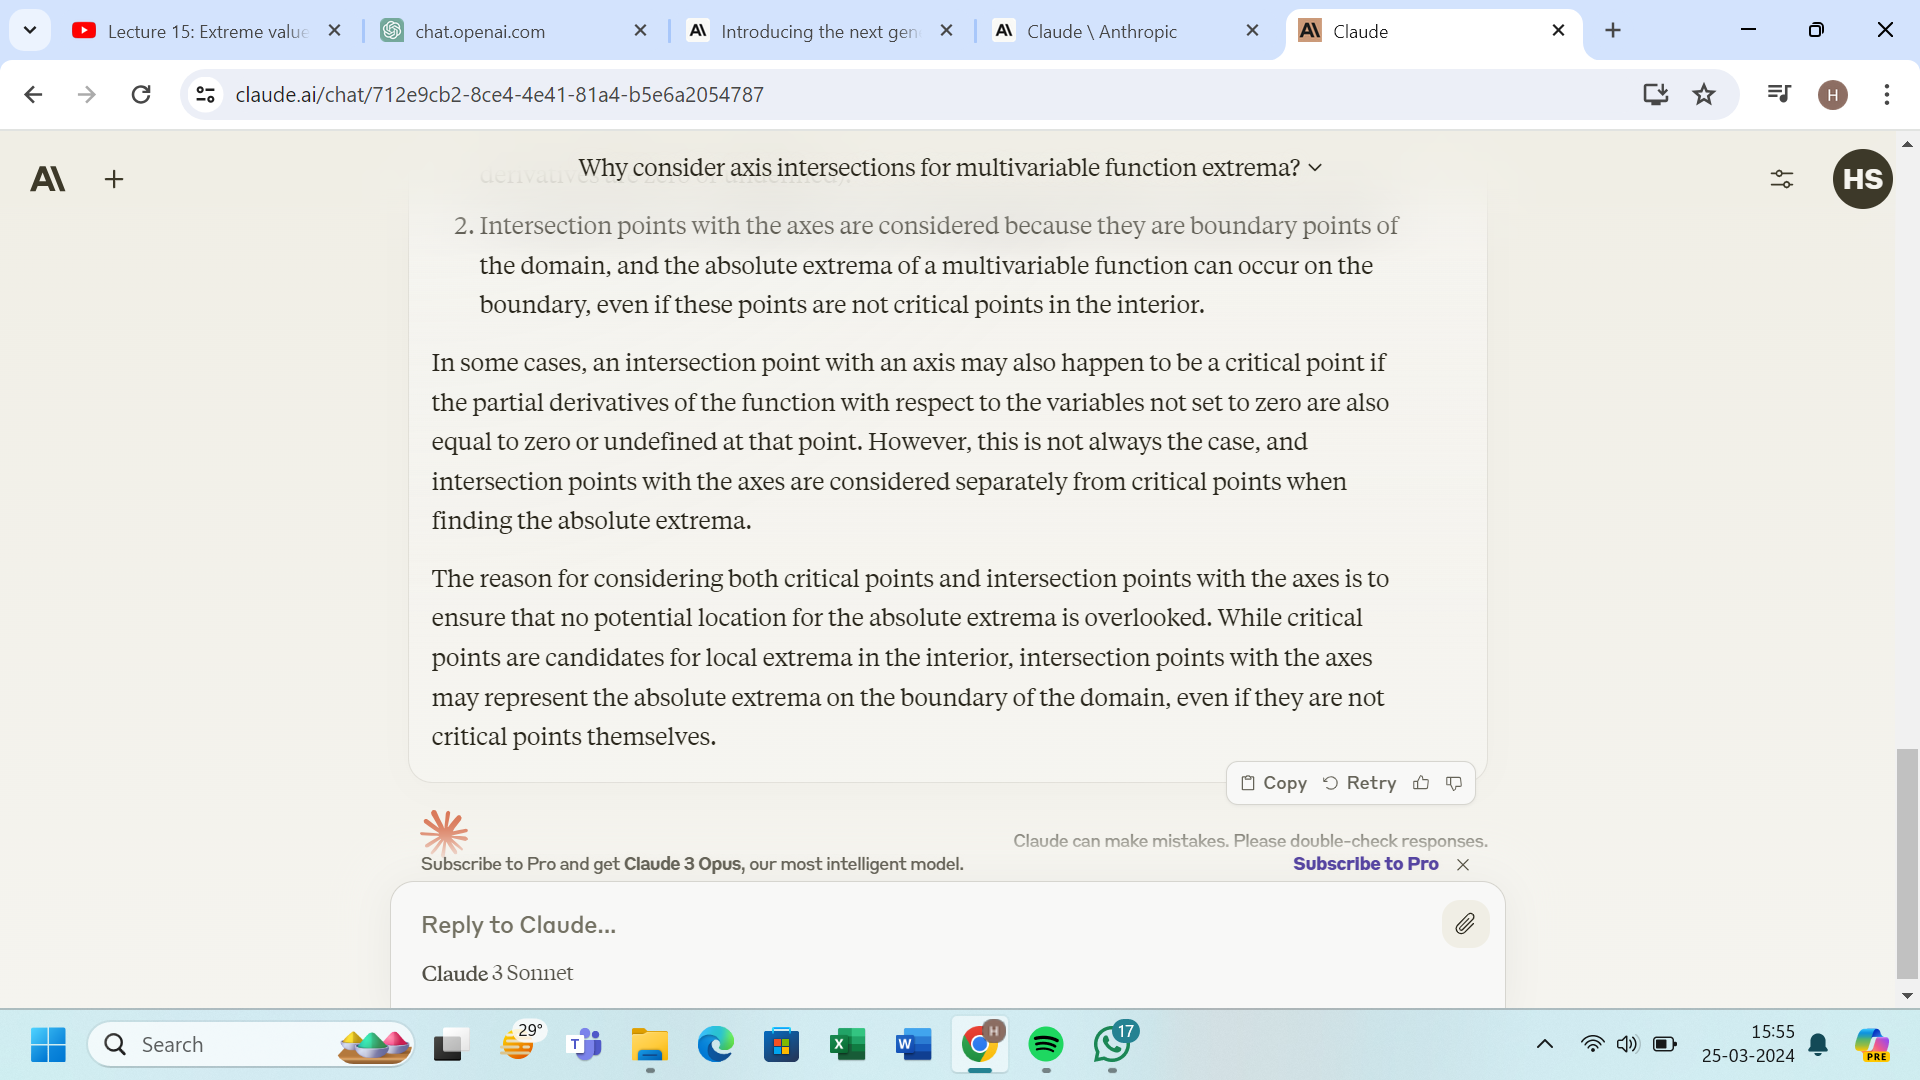 Lecture 15: Extreme value
chat.openai.com
Introducing the next gen
Claude \ Anthropic
Claude
claude.ai/chat/712e9cb2-8ce4-4e41-81a4-b5e6a2054787
H
Why consider axis intersections for multivariable function extrema?
HS
2. Intersection points with the axes are considered because they are boundary points of
the domain, and the absolute extrema of a multivariable function can occur on the
boundary, even if these points are not critical points in the interior.
In some cases, an intersection point with an axis may also happen to be a critical point if
the partial derivatives of the function with respect to the variables not set to zero are also
equal to zero or undefined at that point. However, this is not always the case, and
intersection points with the axes are considered separately from critical points when
finding the absolute extrema.
The reason for considering both critical points and intersection points with the axes is to
ensure that no potential location for the absolute extrema is overlooked. While critical
points are candidates for local extrema in the interior, intersection points with the axes
may represent the absolute extrema on the boundary of the domain, even if they are not
critical points themselves.
Copy Retry
Claude can make mistakes. Please double-check responses.
Subscribe to Pro and get Claude 3 Opus, our most intelligent model.
Subscribe to Pro
Reply to Claude...
Claude 3 Sonnet
Search
29°
T
X
W
H
17
15:55
25-03-2024
PRE